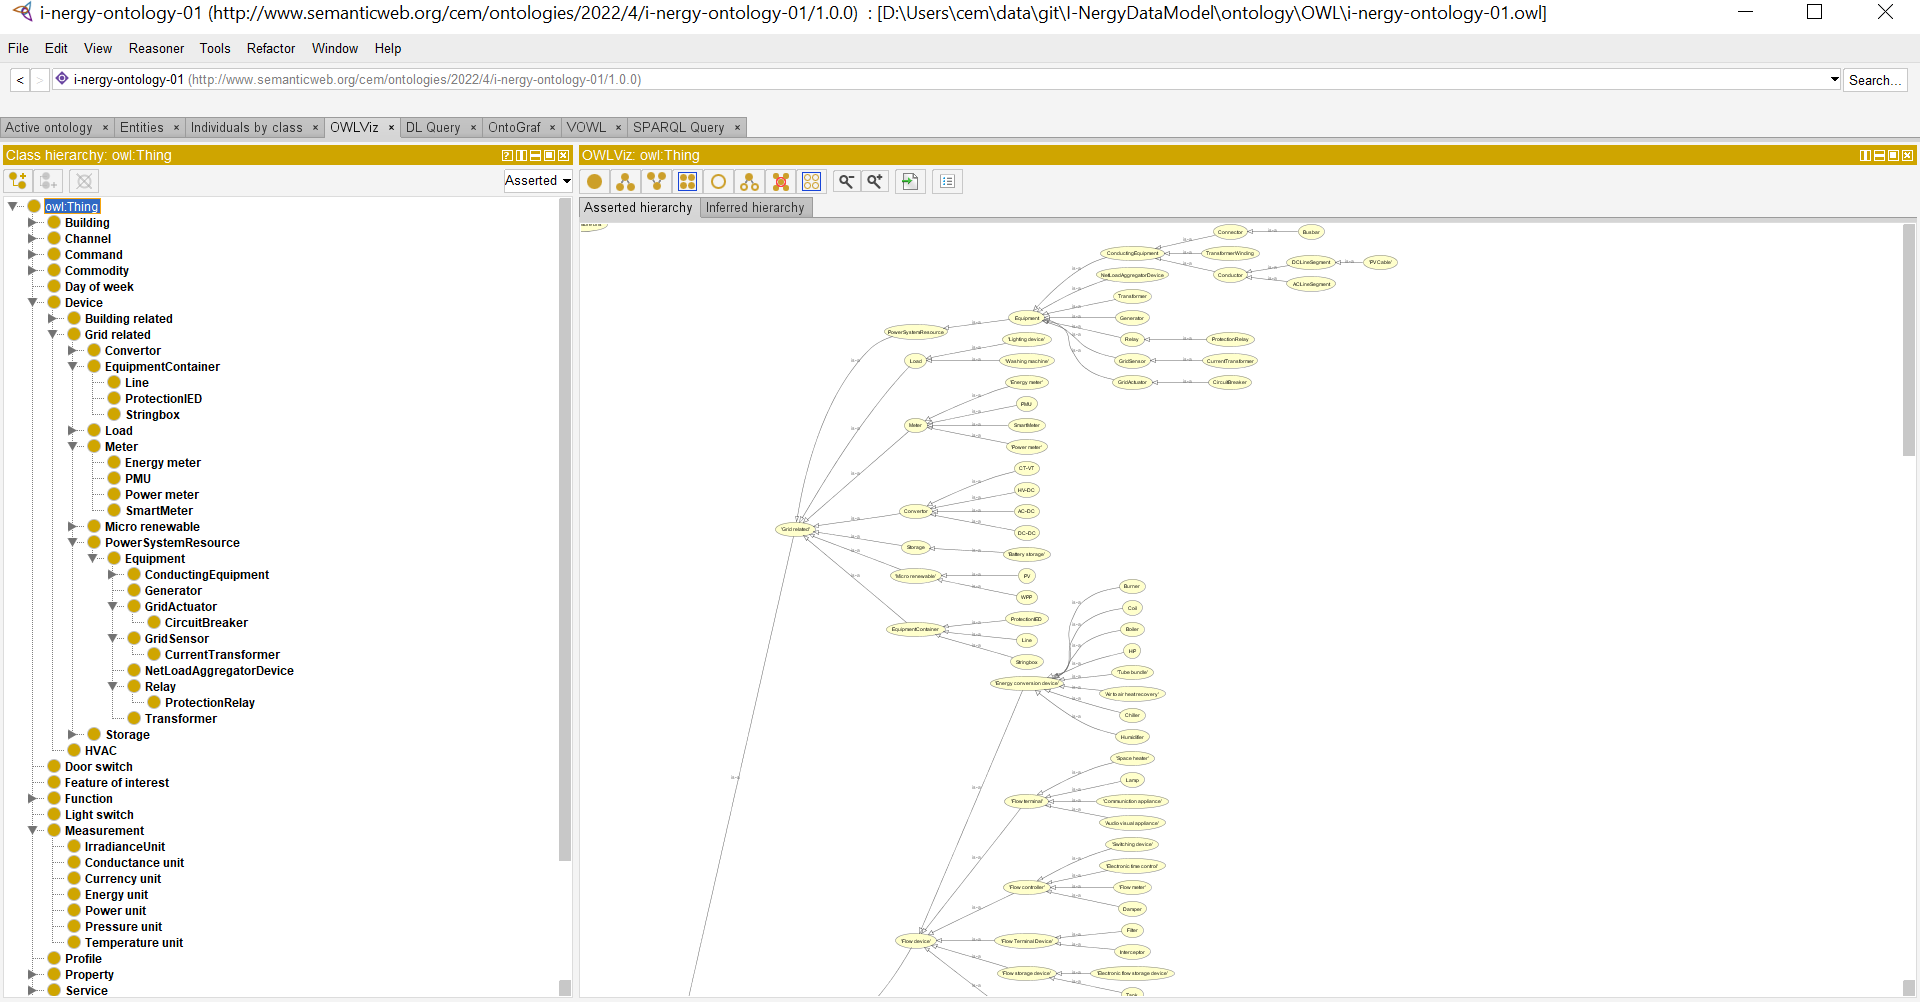 i-nergy-ontology-01 (http://www.semanticweb.org/cem/ontologies/2022/4/i-nergy-ontology-01/1.0.0)  : [D:\Users\cem\data\git\I-NergyDataModel\ontology\OWL\i-nergy-ontology-01.owl]
File Edit View Reasoner Tools Refactor Window Help
< > i-nergy-ontology-01 (http://www.semanticweb.org/cem/ontologies/2022/4/i-nergy-ontology-01/1.0.0) Search...
Active ontology × Entities × Individuals by class × OWLViz × DL Query × OntoGraf × VOWL × SPARQL Query ×
Class hierarchy: owl:Thing
Asserted
owl:Thing
Building
Channel
Command
Commodity
Day of week
Device
Building related
Grid related
Convertor
EquipmentContainer
Line
ProtectionIED
Stringbox
Load
Meter
Energy meter
PMU
Power meter
SmartMeter
Micro renewable
PowerSystemResource
Equipment
ConductingEquipment
Generator
GridActuator
CircuitBreaker
GridSensor
CurrentTransformer
NetLoadAggregatorDevice
Relay
ProtectionRelay
Transformer
Storage
HVAC
Door switch
Feature of interest
Function
Light switch
Measurement
IrradianceUnit
Conductance unit
Currency unit
Energy unit
Power unit
Pressure unit
Temperature unit
Profile
Property
Service
OWLViz: owl:Thing
Asserted hierarchy Inferred hierarchy
Connector
Busbar
ConductingEquipment
TransformerWinding
DCLineSegment
'PV Cable'
NetLoadAggregatorDevice
Conductor
ACLineSegment
Transformer
Equipment
Generator
PowerSystemResource
'Lighting device'
Relay
ProtectionRelay
Load
'Washing machine'
GridSensor
CurrentTransformer
'Energy meter'
GridActuator
CircuitBreaker
PMU
Meter
SmartMeter
'Power meter'
CT-VT
HV-DC
Convertor
AC-DC
'Grid related'
DC-DC
Storage
'Battery storage'
'Micro renewable'
PV
WPP
ProtectionIED
EquipmentContainer
Line
Stringbox
Burner
Coil
Boiler
HP
'Tube bundle'
'Energy conversion device'
'Air to air heat recovery'
Chiller
Humidifier
'Space heater'
Lamp
'Flow terminal'
'Communiction appliance'
'Audio visual appliance'
'Switching device'
'Electronic time control'
'Flow controller'
'Flow meter'
Damper
Filter
'Flow device'
'Flow Terminal Device'
Interceptor
'Flow storage device'
'Electronic flow storage device'
Tank